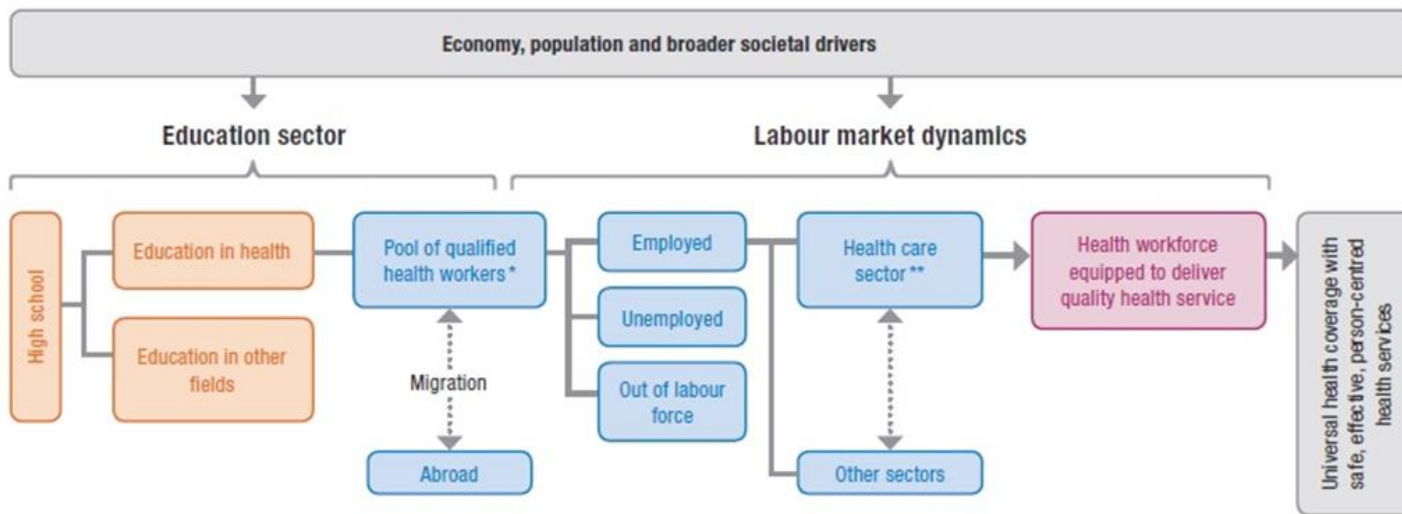 Economy, population and broader societal drivers
Education sector
Labour market dynamics
High school
Education in health
Education in other
fields
Pool of qualified
health workers *
Migration
Abroad
Employed
Unemployed
Out of labour
force
Health care
sector **
Other sectors
Health workforce
equipped to deliver
quality health service
Universal health coverage with
safe, effective, person-centred
health services